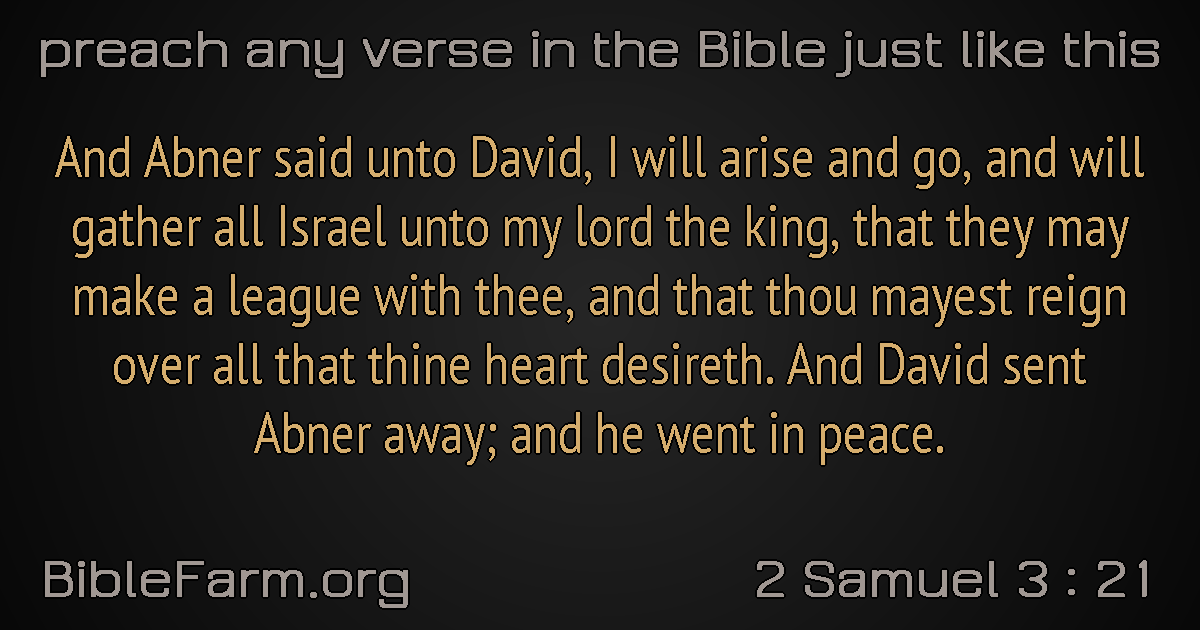 preach any verse in the Bible just like this
And Abner said unto David, I will arise and go, and will
gather all Israel unto my lord the king, that they may
make a league with thee, and that thou mayest reign
over all that thine heart desireth. And David sent
Abner away; and he went in peace.
BibleFarm.org
2 Samuel 3 : 21